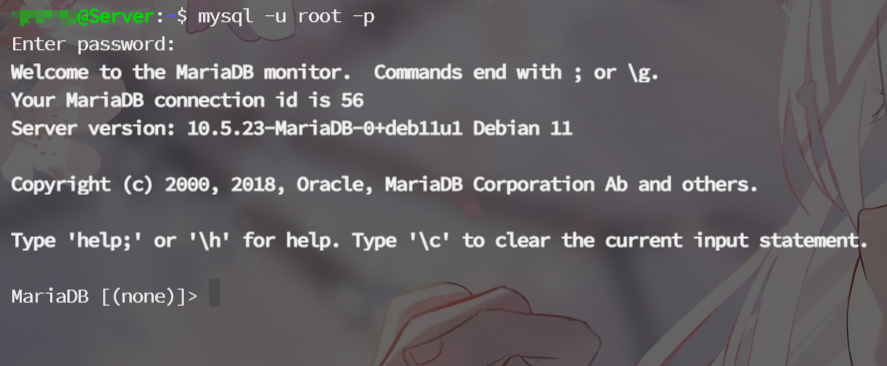 @Server:~$ mysql -u root -p
Enter password:
Welcome to the MariaDB monitor.  Commands end with ; or \g.
Your MariaDB connection id is 56
Server version: 10.5.23-MariaDB-0+deb11u1 Debian 11
Copyright (c) 2000, 2018, Oracle, MariaDB Corporation Ab and others.
Type 'help;' or '\h' for help. Type '\c' to clear the current input statement.
MariaDB [(none)]>